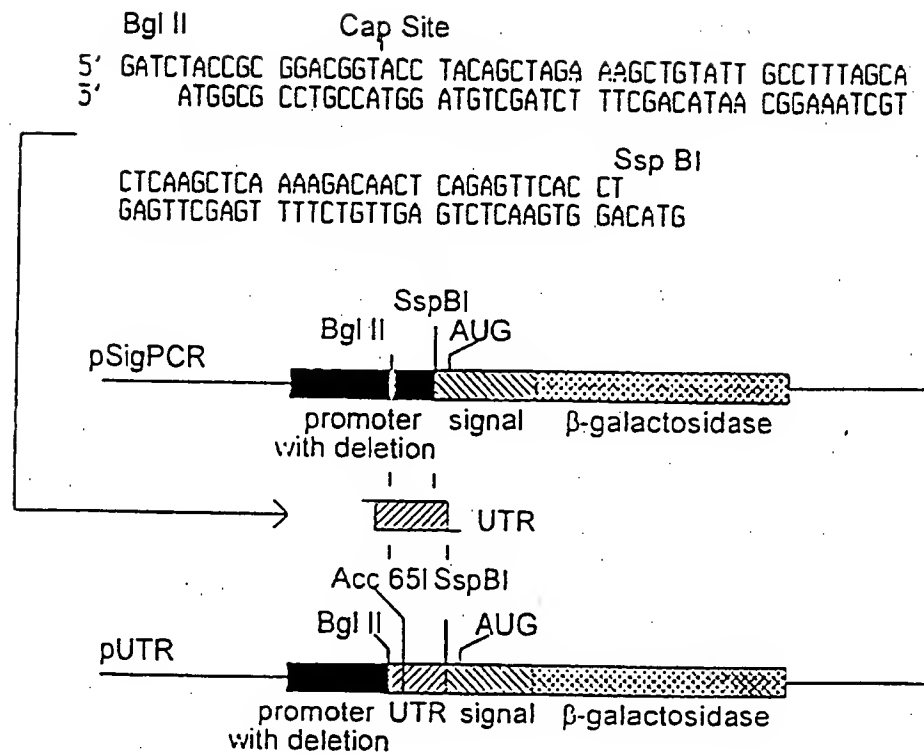 Bgl II Cap Site
5' GATCTACCGC GGACGGTACC TACAGCTAGA AAGCTGTATT GCCTTTAGCA
5' ATGGCG CCTGCCATGG ATGTCGATCT TTCGACATAA CGGAAATCGT
Ssp BI
CTCAAGCTCA AAAGACAACT CAGAGTTCAC CT
GAGTTCGAGT TTTCTGTTGA GTCTCAAGTG GACATG
SspBI
Bgl II AUG
pSigPCR
promoter signal β-galactosidase
with deletion
UTR
Acc 65I SspBI
Bgl II AUG
pUTR
promoter UTR signal β-galactosidase
with deletion